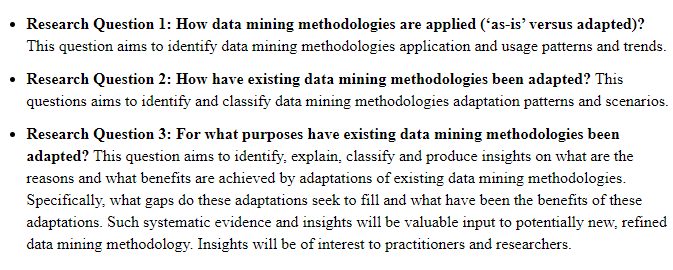 • Research Question 1: How data mining methodologies are applied (‘as-is’ versus adapted)?
This question aims to identify data mining methodologies application and usage patterns and trends.
• Research Question 2: How have existing data mining methodologies been adapted? This
questions aims to identify and classify data mining methodologies adaptation patterns and scenarios.
• Research Question 3: For what purposes have existing data mining methodologies been
adapted? This question aims to identify, explain, classify and produce insights on what are the
reasons and what benefits are achieved by adaptations of existing data mining methodologies.
Specifically, what gaps do these adaptations seek to fill and what have been the benefits of these
adaptations. Such systematic evidence and insights will be valuable input to potentially new, refined
data mining methodology. Insights will be of interest to practitioners and researchers.